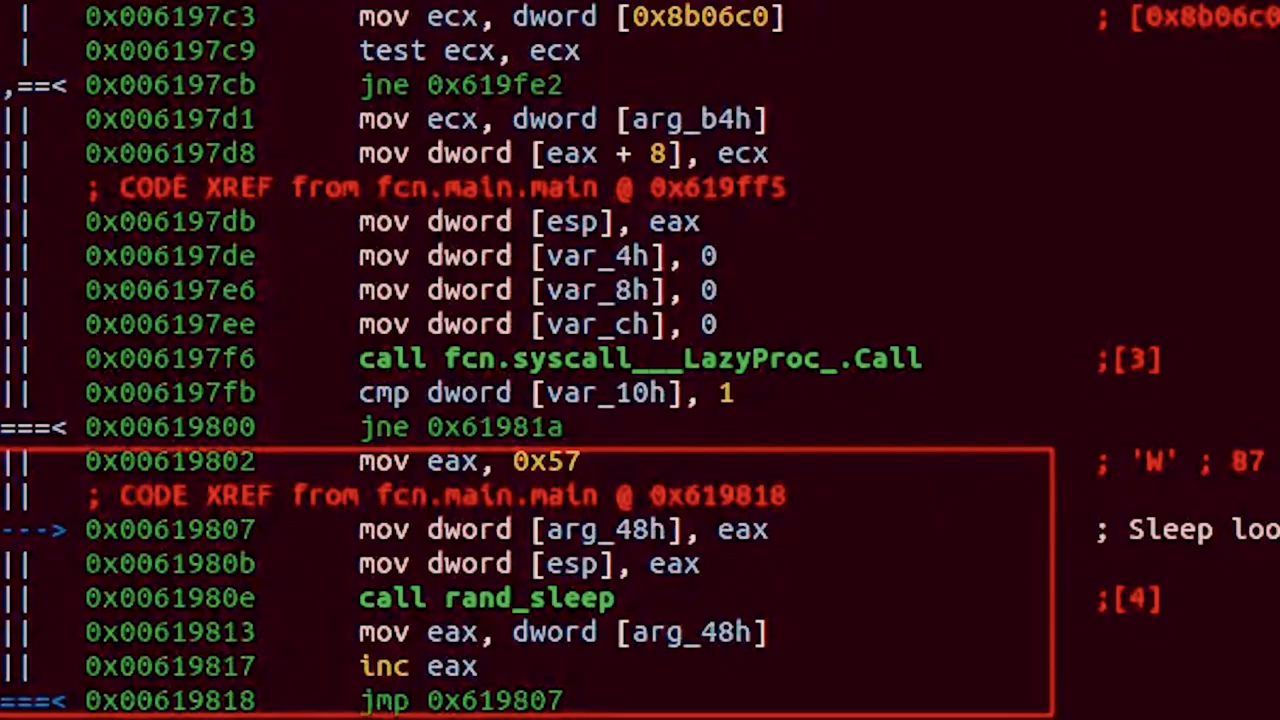 | 0x006197c3 mov ecx, dword [0x8b06c0] ; [0x8b06c0
| 0x006197c9 test ecx, ecx
,==< 0x006197cb jne 0x619fe2
|| 0x006197d1 mov ecx, dword [arg_b4h]
|| 0x006197d8 mov dword [eax + 8], ecx
|| ; CODE XREF from fcn.main.main @ 0x619ff5
|| 0x006197db mov dword [esp], eax
|| 0x006197de mov dword [var_4h], 0
|| 0x006197e6 mov dword [var_8h], 0
|| 0x006197ee mov dword [var_ch], 0
|| 0x006197f6 call fcn.syscall___LazyProc_.Call ;[3]
|| 0x006197fb cmp dword [var_10h], 1
===< 0x00619800 jne 0x61981a
|| 0x00619802 mov eax, 0x57 ; 'W' ; 87
|| ; CODE XREF from fcn.main.main @ 0x619818
---> 0x00619807 mov dword [arg_48h], eax ; Sleep loo
|| 0x0061980b mov dword [esp], eax
|| 0x0061980e call rand_sleep ;[4]
|| 0x00619813 mov eax, dword [arg_48h]
|| 0x00619817 inc eax
===< 0x00619818 jmp 0x619807